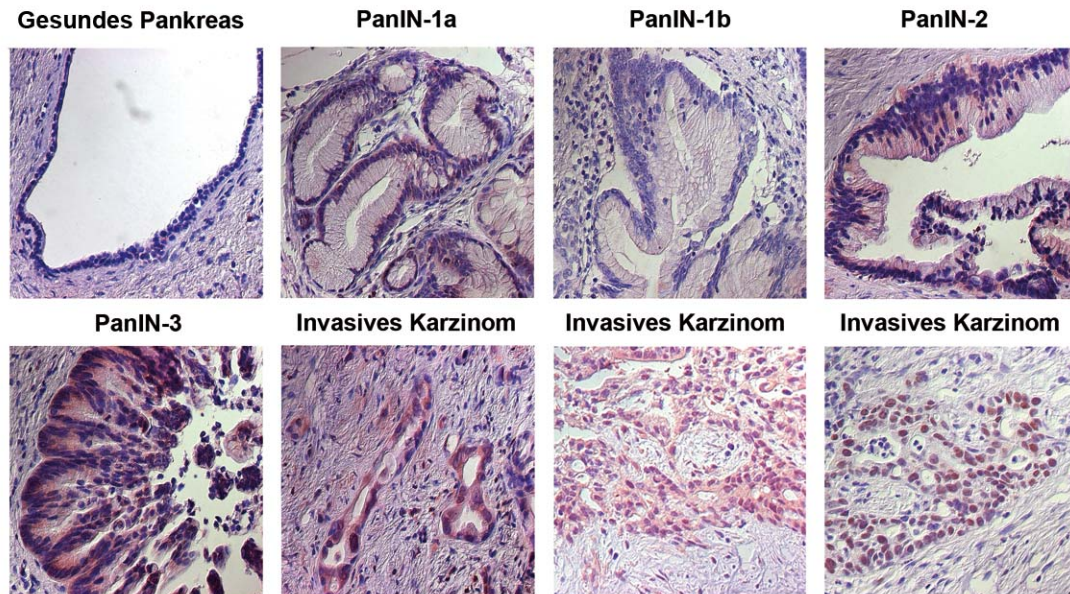 Gesundes Pankreas
PanIN-1a
PanIN-1b
PanIN-2
PanIN-3
Invasives Karzinom
Invasives Karzinom
Invasives Karzinom